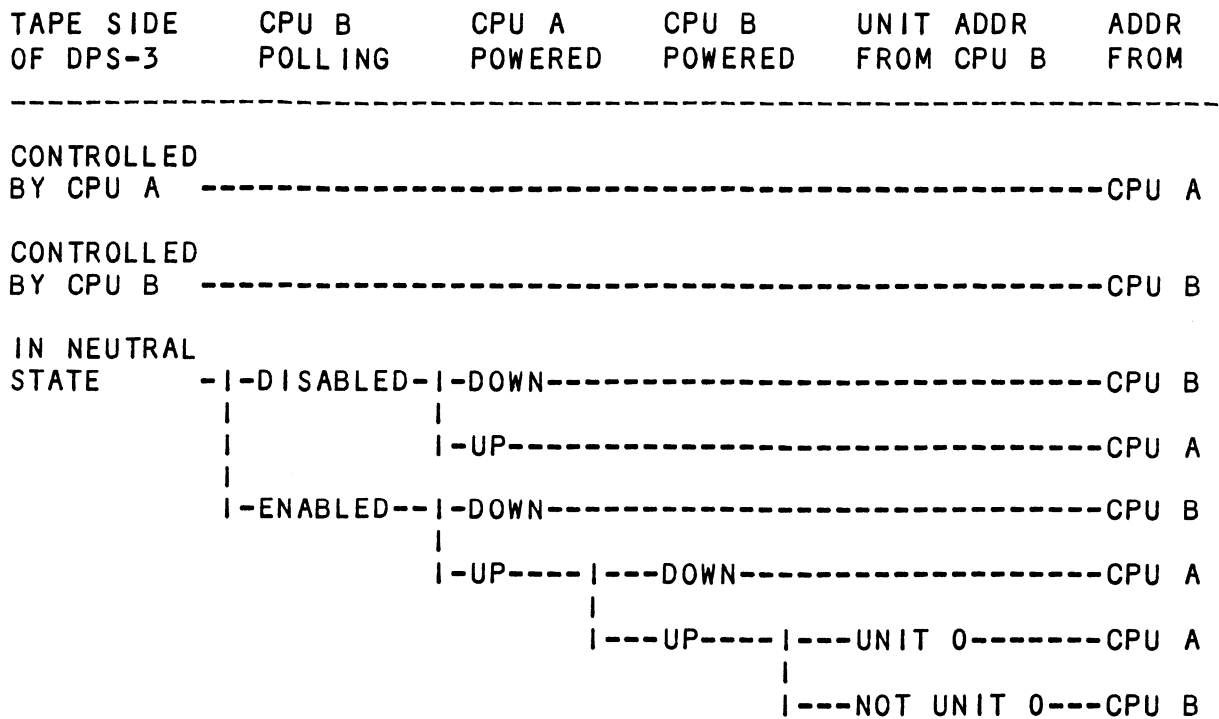 TAPE SIDE CPU B CPU A CPU B UNIT ADDR ADDR
OF DPS-3 POLLING POWERED POWERED FROM CPU B FROM
CONTROLLED
BY CPU A CPU A
CONTROLLED
BY CPU B CPU B
IN NEUTRAL
STATE -|-DISABLED-|-DOWN-----------------------------CPU B
|-UP-------------------------------CPU A
|-ENABLED--|-DOWN-----------------------------CPU B
|-UP----|---DOWN-------------------CPU A
|---UP----|---UNIT 0-------CPU A
|---NOT UNIT 0---CPU B